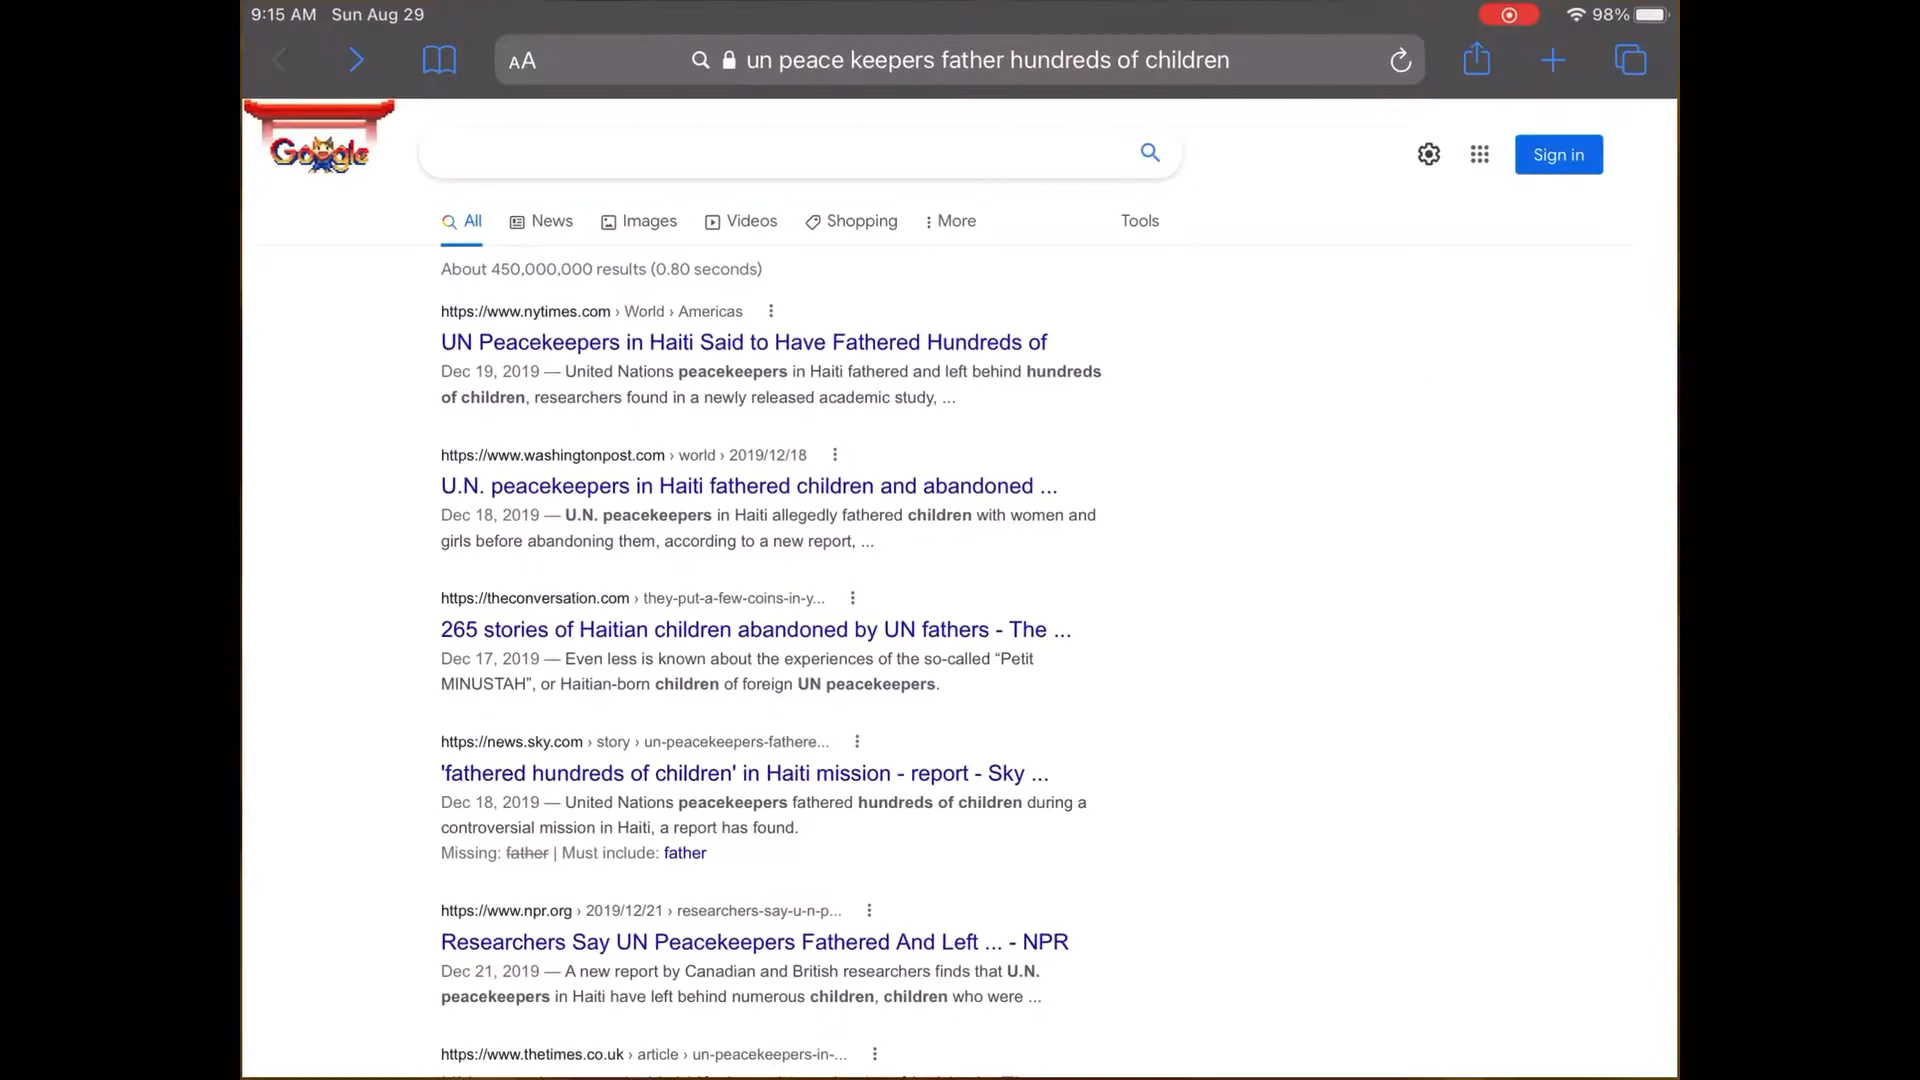 9:15 AM Sun Aug 29 98%
AA un peace keepers father hundreds of children
Google
Sign in
All News Images Videos Shopping More Tools
About 450,000,000 results (0.80 seconds)
https://www.nytimes.com › World › Americas
UN Peacekeepers in Haiti Said to Have Fathered Hundreds of
Dec 19, 2019 — United Nations peacekeepers in Haiti fathered and left behind hundreds
of children, researchers found in a newly released academic study, ...
https://www.washingtonpost.com › world › 2019/12/18
U.N. peacekeepers in Haiti fathered children and abandoned ...
Dec 18, 2019 — U.N. peacekeepers in Haiti allegedly fathered children with women and
girls before abandoning them, according to a new report, ...
https://theconversation.com › they-put-a-few-coins-in-y...
265 stories of Haitian children abandoned by UN fathers - The ...
Dec 17, 2019 — Even less is known about the experiences of the so-called “Petit
MINUSTAH”, or Haitian-born children of foreign UN peacekeepers.
https://news.sky.com › story › un-peacekeepers-fathere...
'fathered hundreds of children' in Haiti mission - report - Sky ...
Dec 18, 2019 — United Nations peacekeepers fathered hundreds of children during a
controversial mission in Haiti, a report has found.
Missing: father | Must include: father
https://www.npr.org › 2019/12/21 › researchers-say-u-n-p...
Researchers Say UN Peacekeepers Fathered And Left ... - NPR
Dec 21, 2019 — A new report by Canadian and British researchers finds that U.N.
peacekeepers in Haiti have left behind numerous children, children who were ...
https://www.thetimes.co.uk › article › un-peacekeepers-in-...